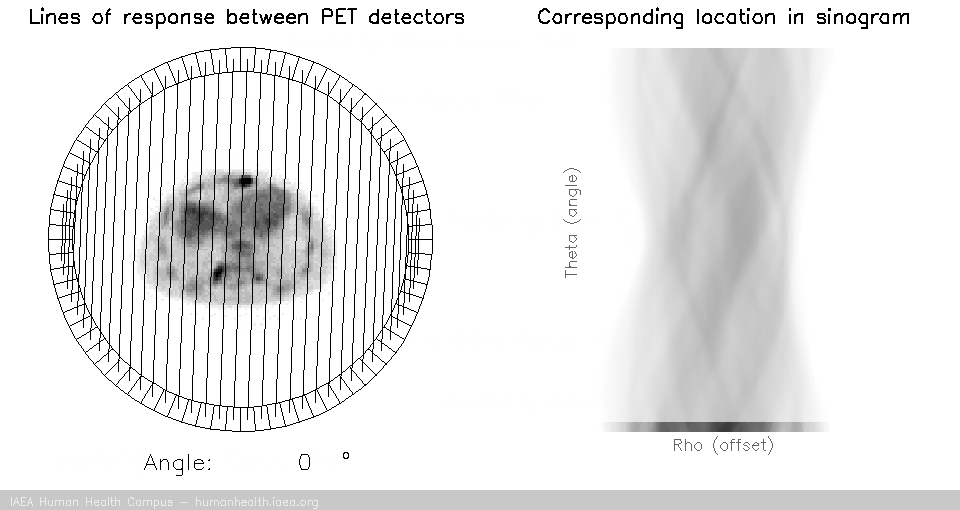 Lines of response between PET detectors
Corresponding location in sinogram
Theta (angle)
Rho (offset)
Angle: 0 °
IAEA Human Health Campus – humanhealth.iaea.org